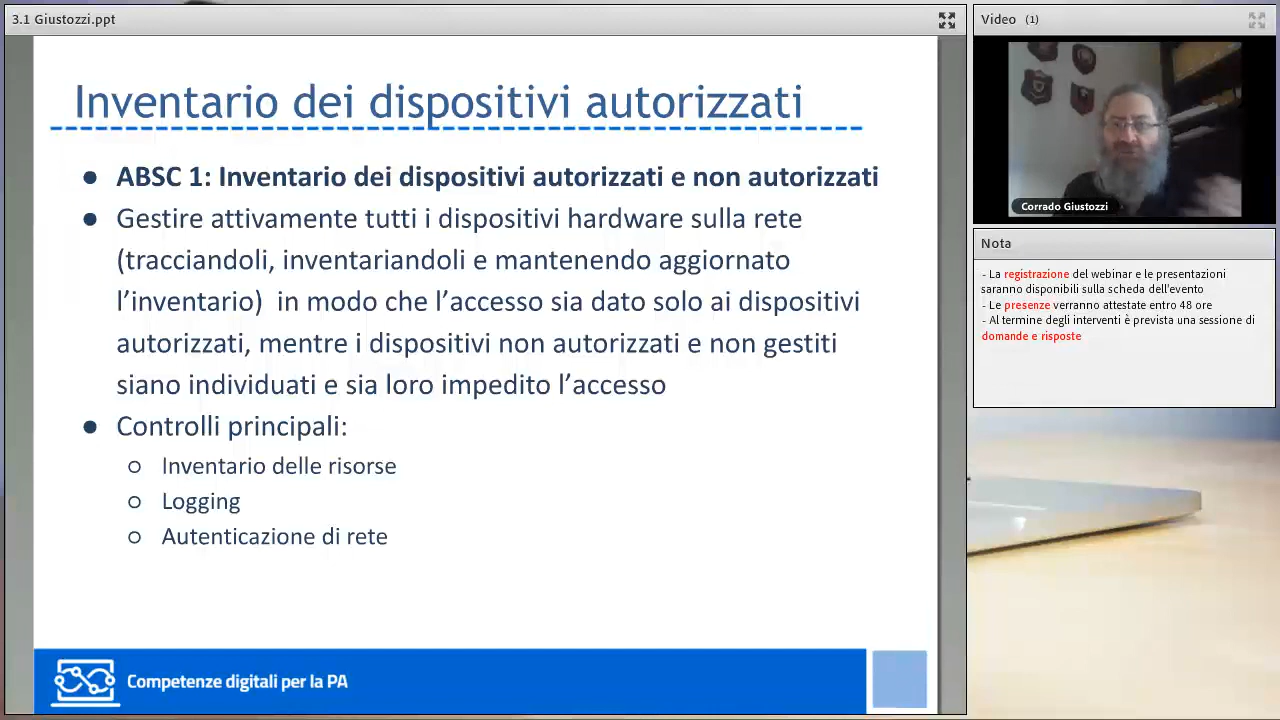 3.1 Giustozzi.ppt
Inventario dei dispositivi autorizzati
● ABSC 1: Inventario dei dispositivi autorizzati e non autorizzati
● Gestire attivamente tutti i dispositivi hardware sulla rete
(tracciandoli, inventariandoli e mantenendo aggiornato
l’inventario) in modo che l’accesso sia dato solo ai dispositivi
autorizzati, mentre i dispositivi non autorizzati e non gestiti
siano individuati e sia loro impedito l’accesso
● Controlli principali:
○ Inventario delle risorse
○ Logging
○ Autenticazione di rete
Competenze digitali per la PA
Video (1)
Corrado Giustozzi
Nota
- La registrazione del webinar e le presentazioni
saranno disponibili sulla scheda dell'evento
- Le presenze verranno attestate entro 48 ore
- Al termine degli interventi è prevista una sessione di
domande e risposte